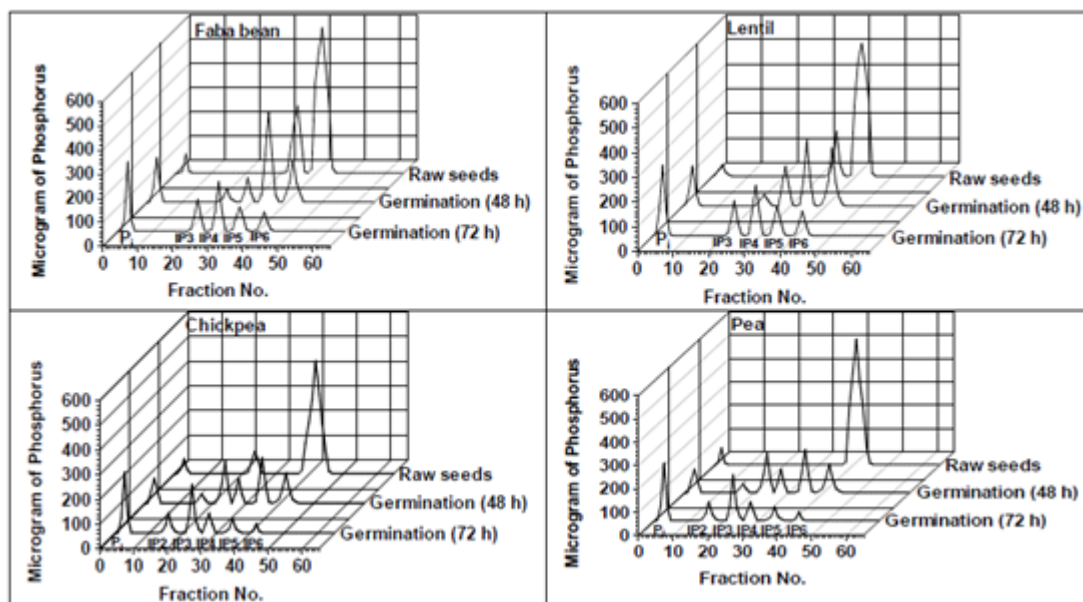 Faba bean
Microgram of Phosphorus
600
500
400
300
200
100
0
Raw seeds
Germination (48 h)
Germination (72 h)
P
IP3 IP4 IP5 IP6
0 10 20 30 40 50 60
Fraction No.
Lentil
Microgram of Phosphorus
600
500
400
300
200
100
0
Raw seeds
Germination (48 h)
Germination (72 h)
P
IP3 IP4 IP5 IP6
0 10 20 30 40 50 60
Fraction No.
Chickpea
Microgram of Phosphorus
600
500
400
300
200
100
0
Raw seeds
Germination (48 h)
Germination (72 h)
P
IP2 IP3 IP4 IP5 IP6
0 10 20 30 40 50 60
Fraction No.
Pea
Microgram of Phosphorus
600
500
400
300
200
100
0
Raw seeds
Germination (48 h)
Germination (72 h)
P
IP2 IP3 IP4 IP5 IP6
0 10 20 30 40 50 60
Fraction No.